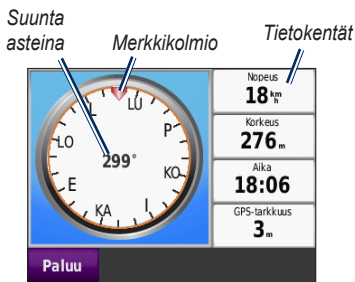 Suunta
asteina
Merkkikolmio
Tietokentät
L
LU
P
KO
I
KA
E
LO
299°
Nopeus
18 km/h
Korkeus
276 m
Aika
18:06
GPS-tarkkuus
3 m
Paluu